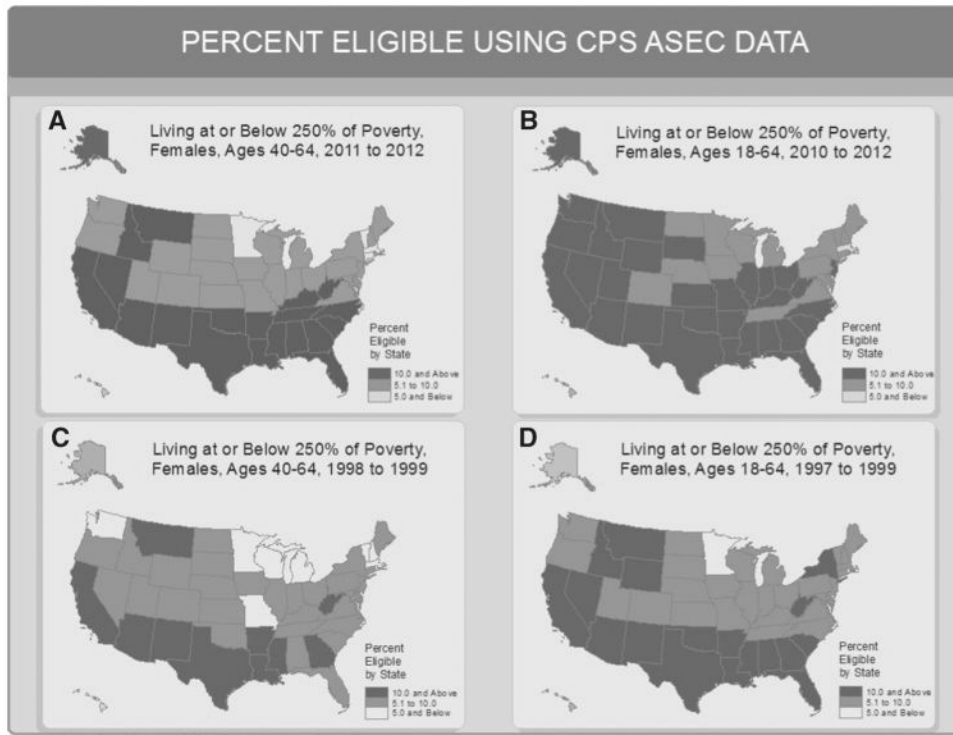 PERCENT ELIGIBLE USING CPS ASEC DATA
A
Living at or Below 250% of Poverty,
Females, Ages 40-64, 2011 to 2012
Percent
Eligible
by State
10.0 and Above
5.1 to 10.0
5.0 and Below
B
Living at or Below 250% of Poverty,
Females, Ages 18-64, 2010 to 2012
Percent
Eligible
by State
10.0 and Above
5.1 to 10.0
5.0 and Below
C
Living at or Below 250% of Poverty,
Females, Ages 40-64, 1998 to 1999
Percent
Eligible
by State
10.0 and Above
5.1 to 10.0
5.0 and Below
D
Living at or Below 250% of Poverty,
Females, Ages 18-64, 1997 to 1999
Percent
Eligible
by State
10.0 and Above
5.1 to 10.0
5.0 and Below